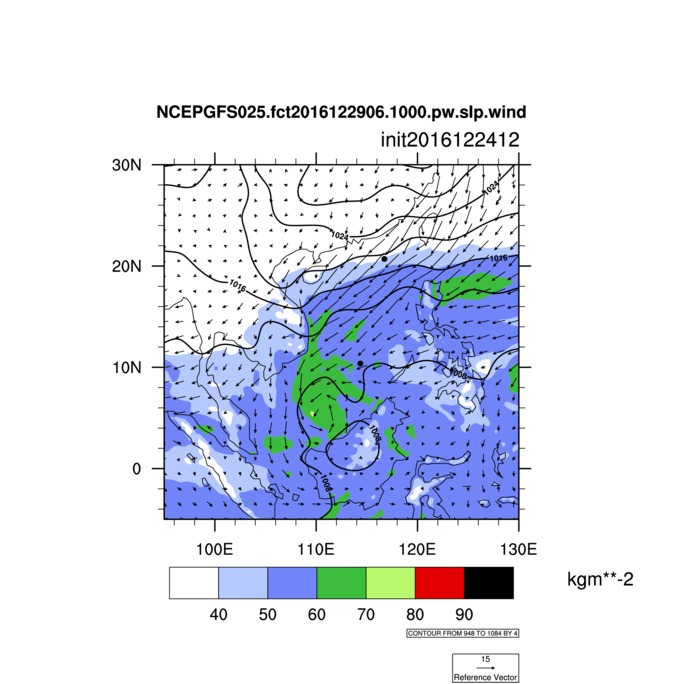 NCEPGFS025.fct2016122906.1000.pw.slp.wind
init2016122412
30N
1024
1024
20N
1016
1016
10N
1008
1008
0
1008
100E 110E 120E 130E
kgm**-2
40 50 60 70 80 90
CONTOUR FROM 948 TO 1084 BY 4
15
Reference Vector